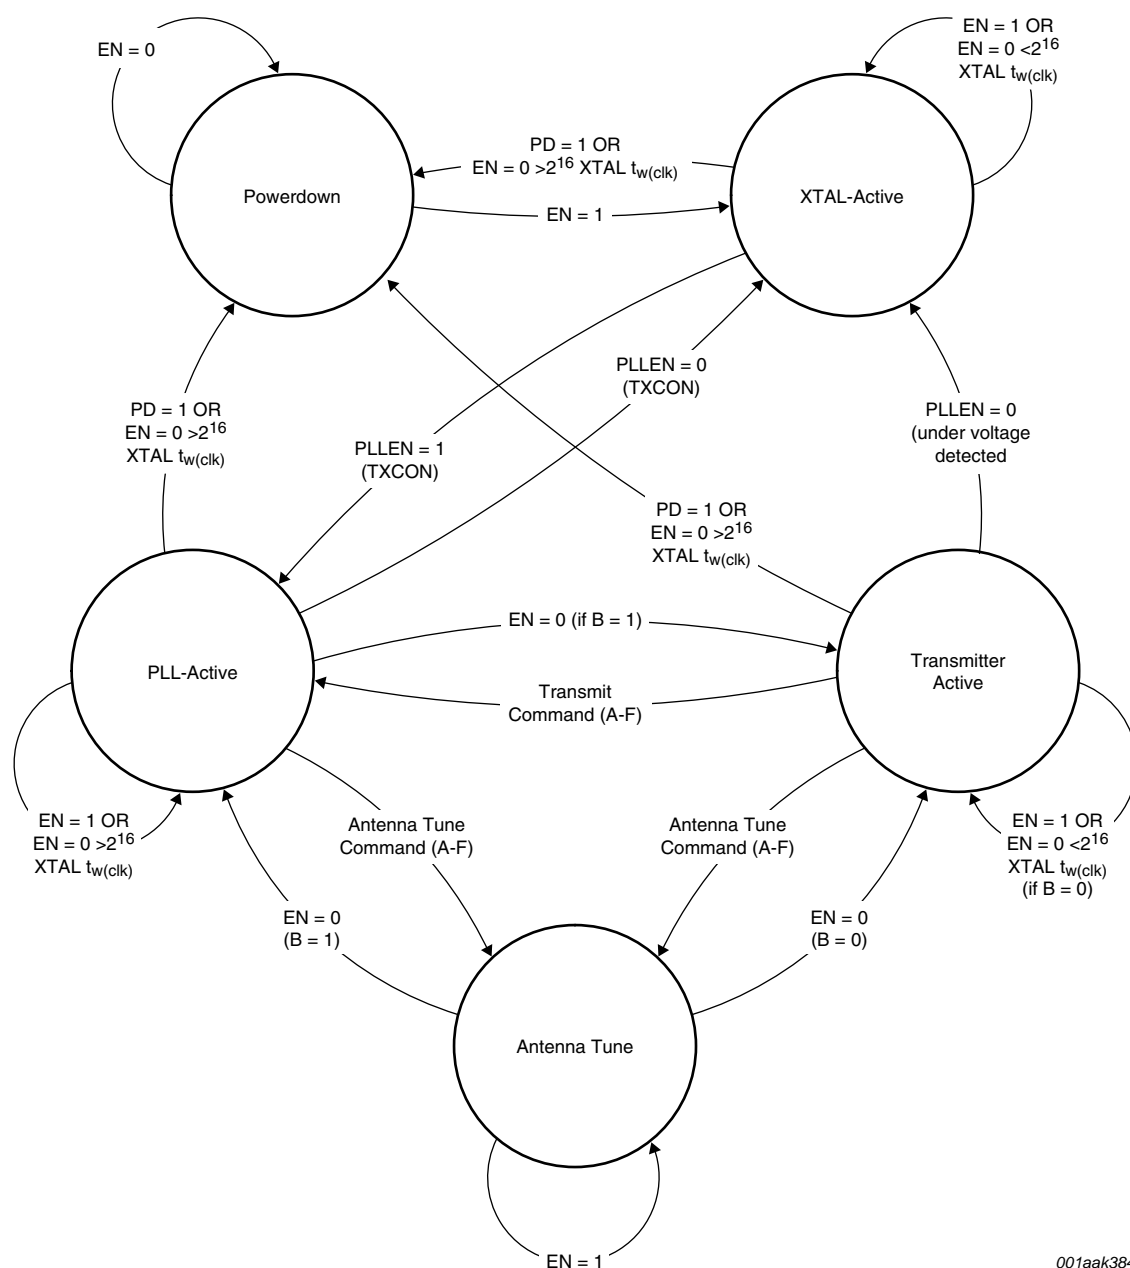 EN = 0
EN = 1 OR
EN = 0 <2^16
XTAL t_w(clk)
PD = 1 OR
EN = 0 >2^16 XTAL t_w(clk)
Powerdown
XTAL-Active
EN = 1
PLLEN = 0
(TXCON)
PD = 1 OR
EN = 0 >2^16
XTAL t_w(clk)
PLLEN = 0
(under voltage
detected
PLLEN = 1
(TXCON)
PD = 1 OR
EN = 0 >2^16
XTAL t_w(clk)
EN = 0 (if B = 1)
PLL-Active
Transmitter
Active
Transmit
Command (A-F)
EN = 1 OR
EN = 0 >2^16
XTAL t_w(clk)
Antenna Tune
Command (A-F)
Antenna Tune
Command (A-F)
EN = 1 OR
EN = 0 <2^16
XTAL t_w(clk)
(if B = 0)
EN = 0
(B = 1)
EN = 0
(B = 0)
Antenna Tune
EN = 1
001aak384